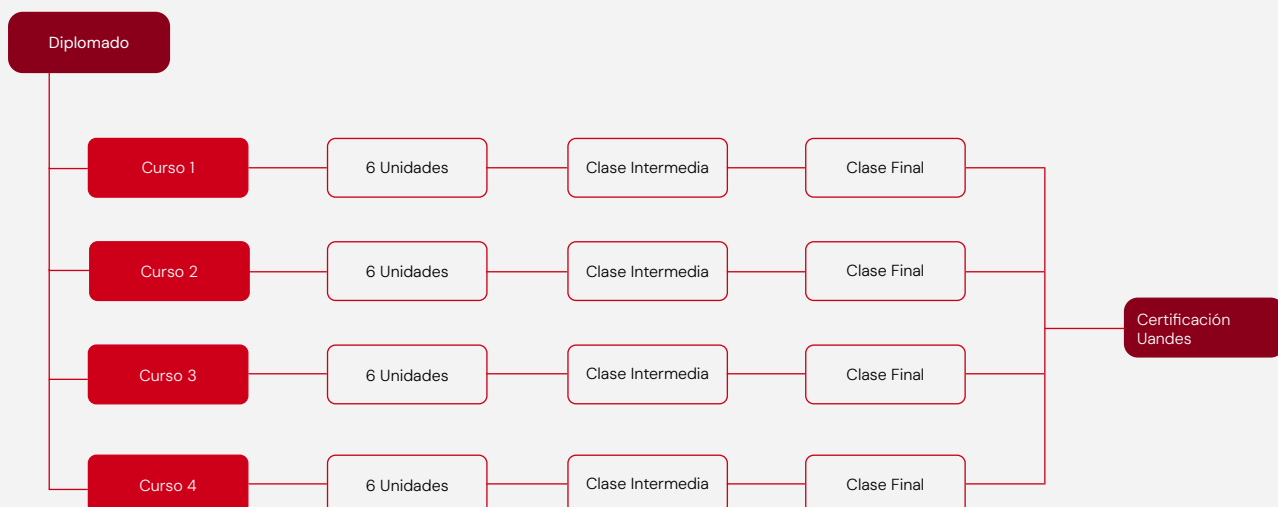 Diplomado
Curso 1
6 Unidades
Clase Intermedia
Clase Final
Curso 2
6 Unidades
Clase Intermedia
Clase Final
Certificación
Uandes
Curso 3
6 Unidades
Clase Intermedia
Clase Final
Curso 4
6 Unidades
Clase Intermedia
Clase Final